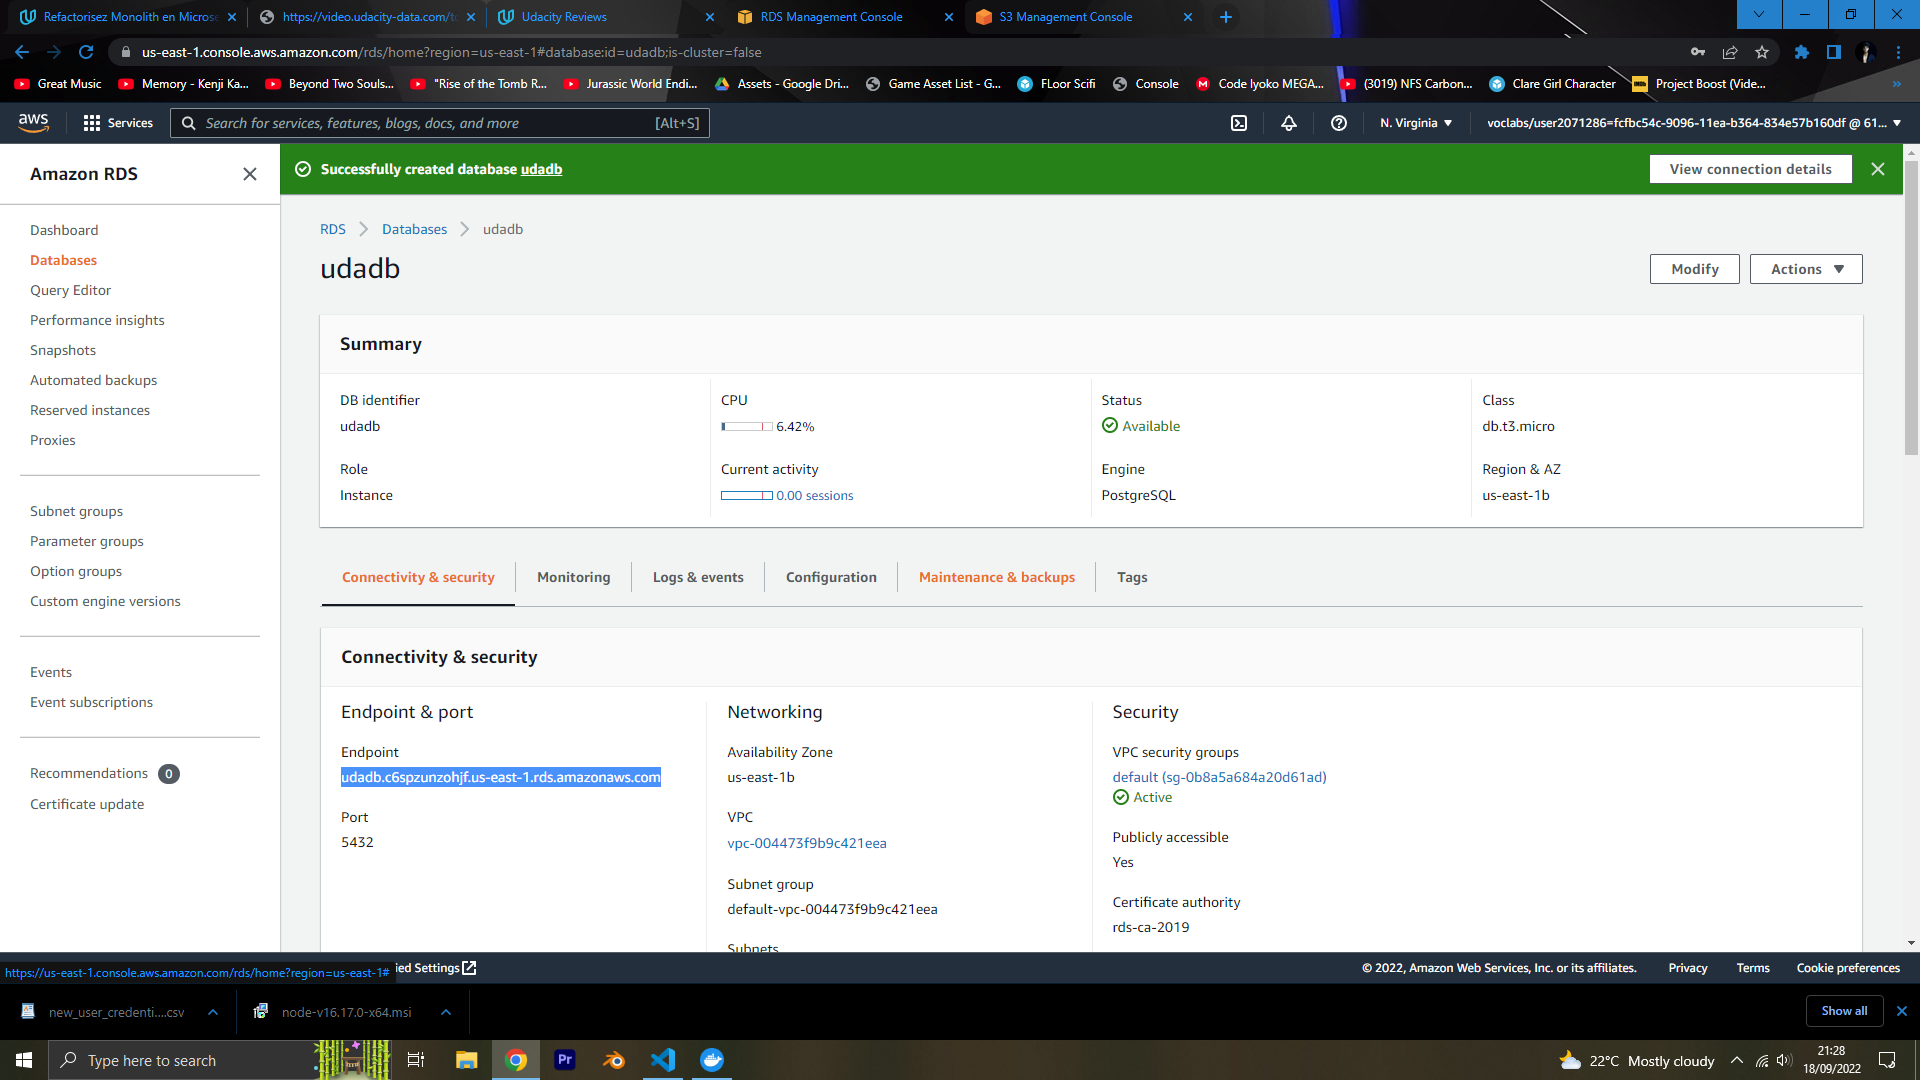 Refactorisez Monolith en Microse
https://video.udacity-data.com/to
Udacity Reviews
RDS Management Console
S3 Management Console
us-east-1.console.aws.amazon.com/rds/home?region=us-east-1#database:id=udadb;is-cluster=false
Great Music
Memory - Kenji Ka...
Beyond Two Souls...
"Rise of the Tomb R...
Jurassic World Endi...
Assets - Google Dri...
Game Asset List - G...
FLoor Scifi
Console
Code lyoko MEGA...
(3019) NFS Carbon...
Clare Girl Character
Project Boost (Vide...
aws
Services
Search for services, features, blogs, docs, and more
[Alt+S]
N. Virginia
voclabs/user2071286=fcfbc54c-9096-11ea-b364-834e57b160df @ 61...
Amazon RDS
Dashboard
Databases
Query Editor
Performance insights
Snapshots
Automated backups
Reserved instances
Proxies
Subnet groups
Parameter groups
Option groups
Custom engine versions
Events
Event subscriptions
Recommendations 0
Certificate update
Successfully created database udadb
View connection details
RDS
Databases
udadb
udadb
Modify
Actions
Summary
DB identifier
udadb
CPU
6.42%
Status
Available
Class
db.t3.micro
Role
Instance
Current activity
0.00 sessions
Engine
PostgreSQL
Region & AZ
us-east-1b
Connectivity & security
Monitoring
Logs & events
Configuration
Maintenance & backups
Tags
Connectivity & security
Endpoint & port
Endpoint
udadb.c6spzunzohjf.us-east-1.rds.amazonaws.com
Port
5432
Networking
Availability Zone
us-east-1b
VPC
vpc-004473f9b9c421eea
Subnet group
default-vpc-004473f9b9c421eea
Subnets
Security
VPC security groups
default (sg-0b8a5a684a20d61ad)
Active
Publicly accessible
Yes
Certificate authority
rds-ca-2019
https://us-east-1.console.aws.amazon.com/rds/home?region=us-east-1#
ied Settings
© 2022, Amazon Web Services, Inc. or its affiliates.
Privacy
Terms
Cookie preferences
new_user_credenti....csv
node-v16.17.0-x64.msi
Show all
Type here to search
Pr
22°C Mostly cloudy
21:28
18/09/2022